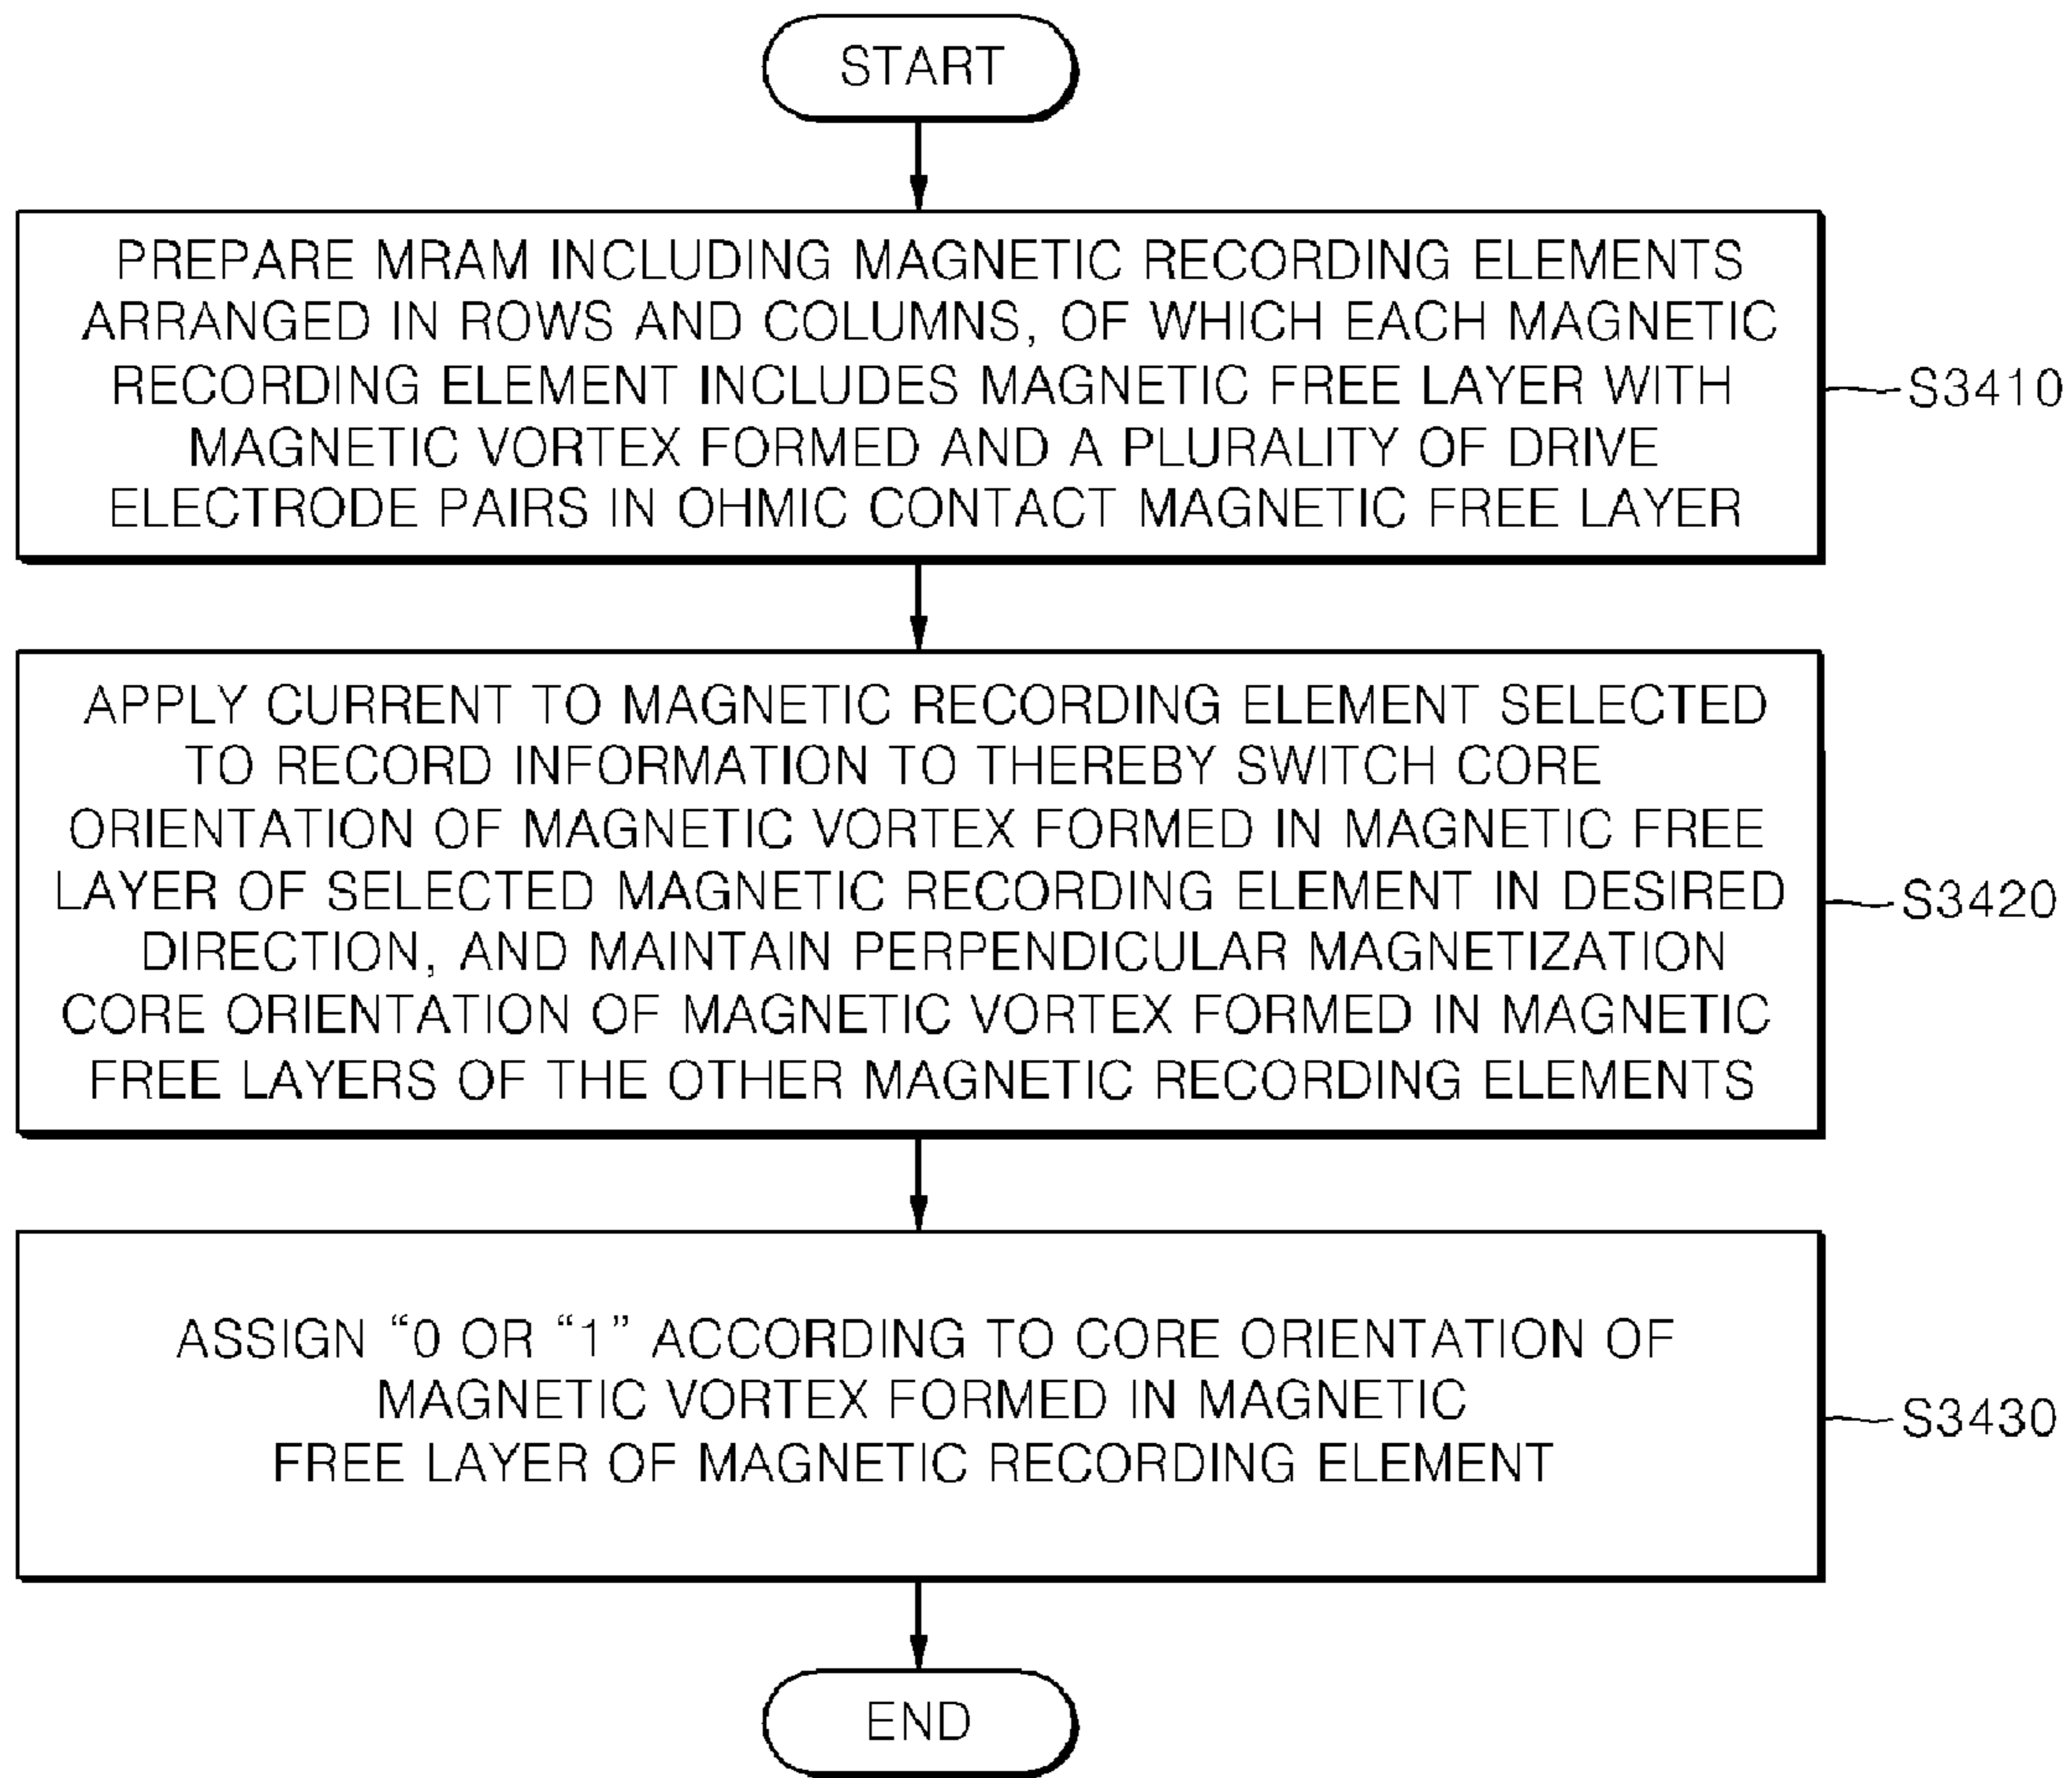 START
PREPARE MRAM INCLUDING MAGNETIC RECORDING ELEMENTS
ARRANGED IN ROWS AND COLUMNS, OF WHICH EACH MAGNETIC
RECORDING ELEMENT INCLUDES MAGNETIC FREE LAYER WITH
MAGNETIC VORTEX FORMED AND A PLURALITY OF DRIVE
ELECTRODE PAIRS IN OHMIC CONTACT MAGNETIC FREE LAYER
S3410
APPLY CURRENT TO MAGNETIC RECORDING ELEMENT SELECTED
TO RECORD INFORMATION TO THEREBY SWITCH CORE
ORIENTATION OF MAGNETIC VORTEX FORMED IN MAGNETIC FREE
LAYER OF SELECTED MAGNETIC RECORDING ELEMENT IN DESIRED
DIRECTION, AND MAINTAIN PERPENDICULAR MAGNETIZATION
CORE ORIENTATION OF MAGNETIC VORTEX FORMED IN MAGNETIC
FREE LAYERS OF THE OTHER MAGNETIC RECORDING ELEMENTS
S3420
ASSIGN “0 OR “1” ACCORDING TO CORE ORIENTATION OF
MAGNETIC VORTEX FORMED IN MAGNETIC
FREE LAYER OF MAGNETIC RECORDING ELEMENT
S3430
END